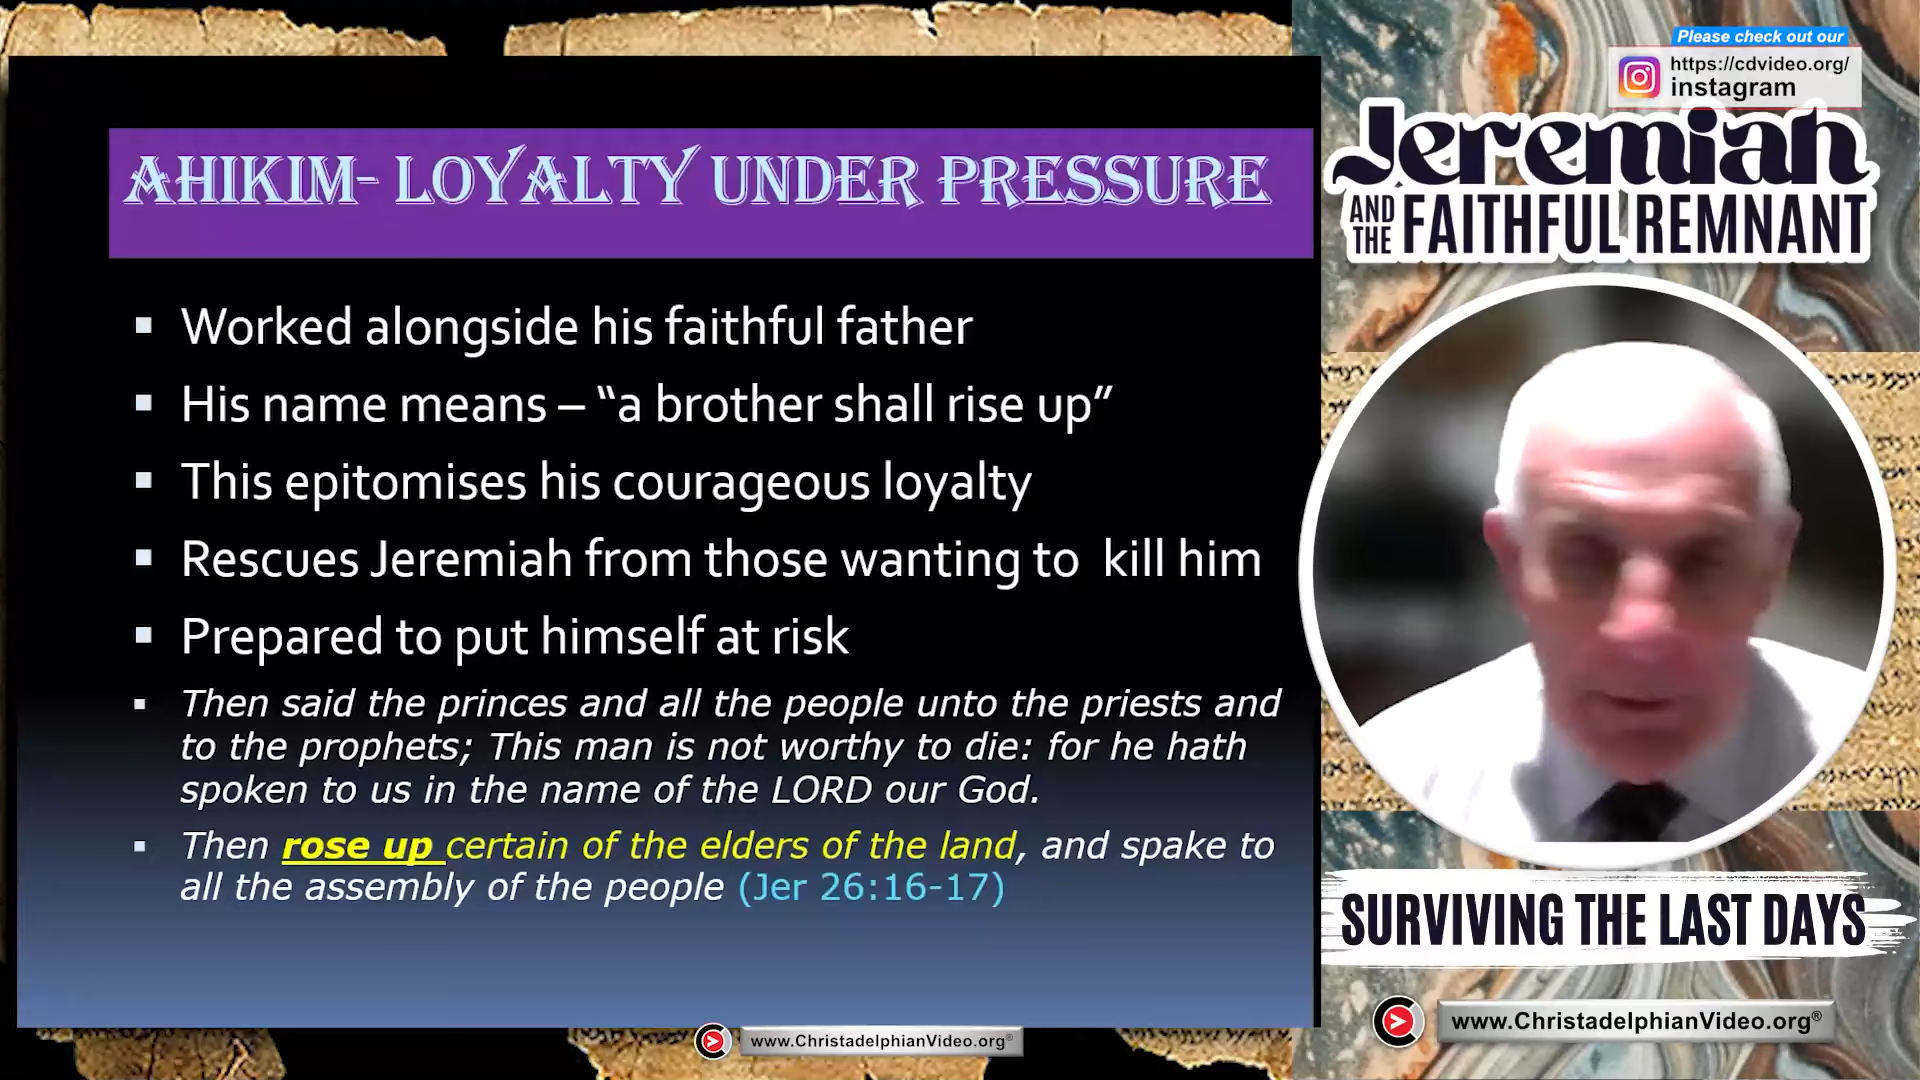 AHIKIM- LOYALTY UNDER PRESSURE
▪ Worked alongside his faithful father
▪ His name means – “a brother shall rise up”
▪ This epitomises his courageous loyalty
▪ Rescues Jeremiah from those wanting to  kill him
▪ Prepared to put himself at risk
▪ Then said the princes and all the people unto the priests and
to the prophets; This man is not worthy to die: for he hath
spoken to us in the name of the LORD our God.
▪ Then rose up certain of the elders of the land, and spake to
all the assembly of the people (Jer 26:16-17)
www.ChristadelphianVideo.org®
Please check out our
https://cdvideo.org/
instagram
Jeremiah
AND THE FAITHFUL REMNANT
SURVIVING THE LAST DAYS
www.ChristadelphianVideo.org®